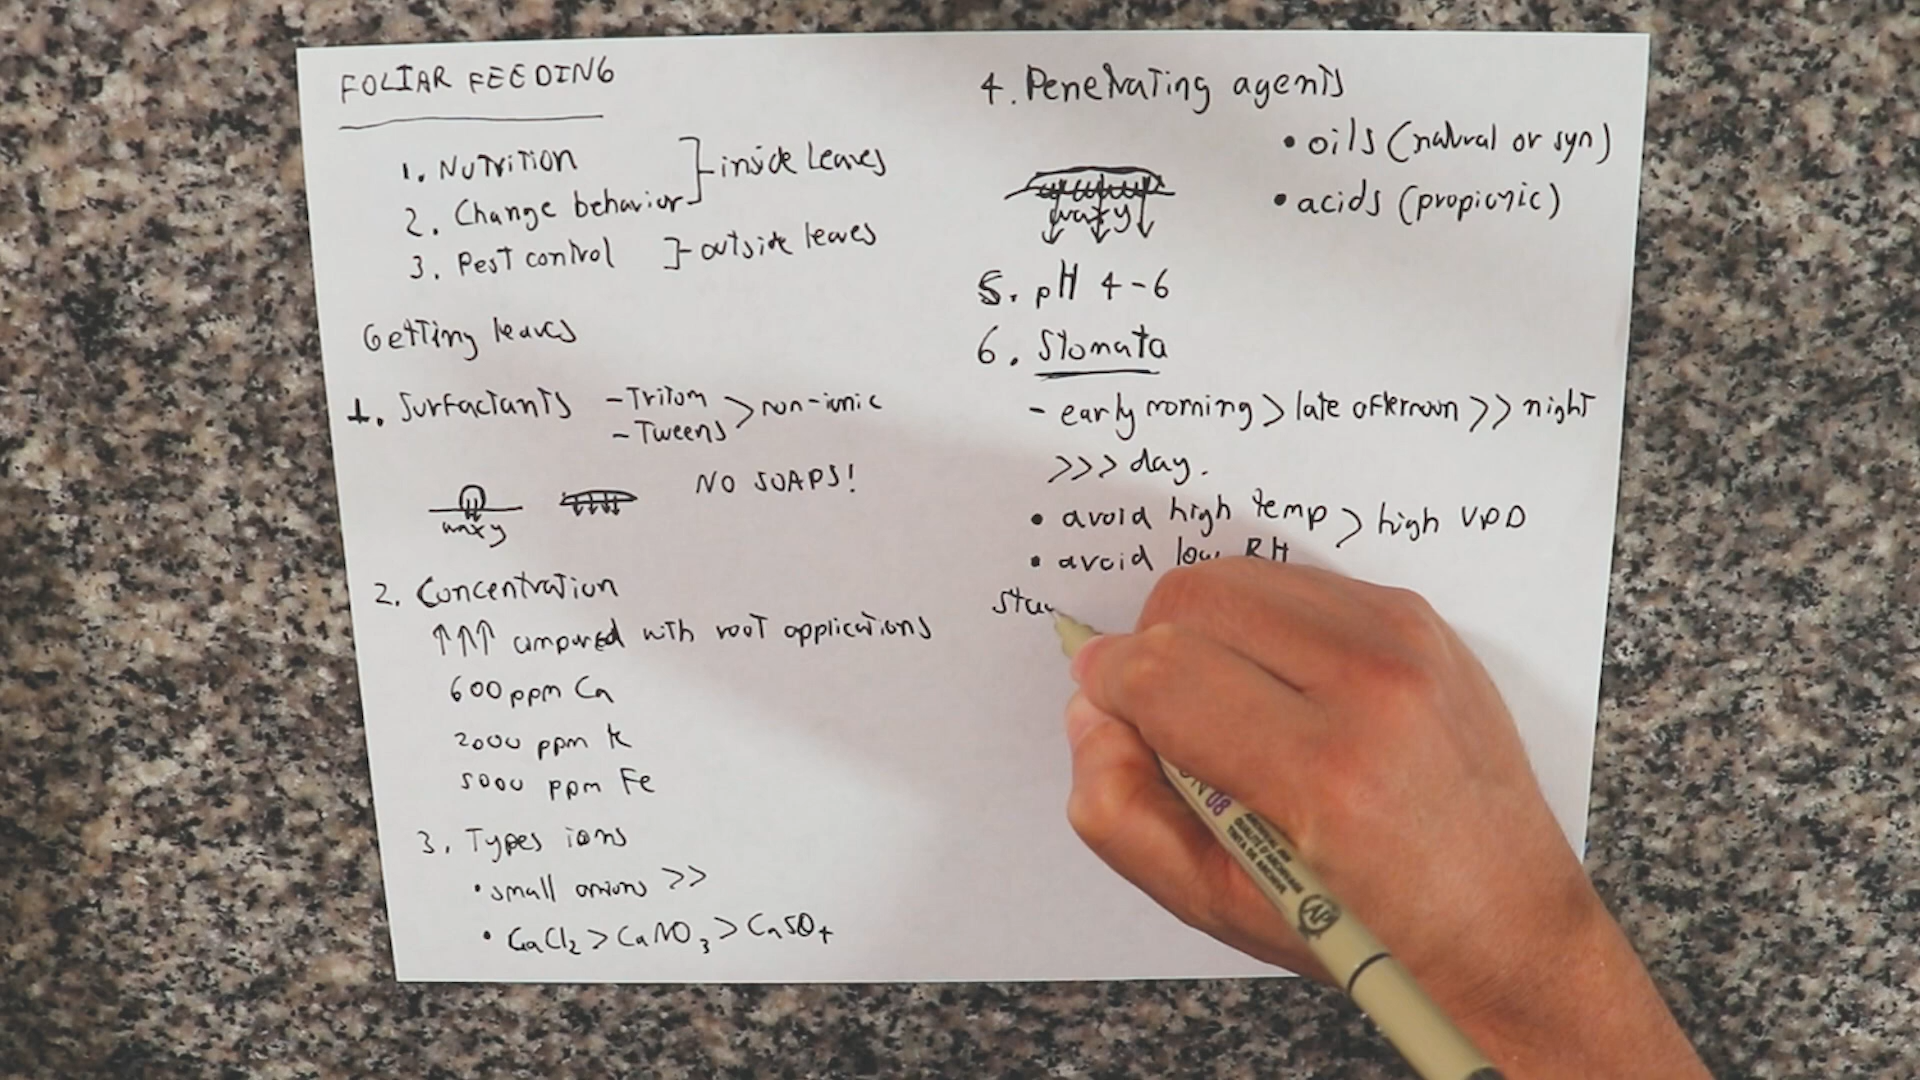 FOLIAR FEEDING
1. Nutrition
2. Change behavior
inside leaves
3. Pest control
outside leaves
Getting leaves
1. Surfactants
- Tritom
- Tweens
> non-ionic
NO SOAPS!
waxy
2. Concentration
↑↑↑ compared with root applications
600 ppm Ca
2000 ppm K
5000 ppm Fe
3. Types ions
• small anions >>
• CaCl2 > CaNO3 > CaSO4
4. Penetrating agents
• oils (natural or syn)
• acids (propionic)
waxy
5. pH 4-6
6. Stomata
- early morning > late afternoon >> night
>>> day.
• avoid high temp
• avoid low RH
> high VPD
08